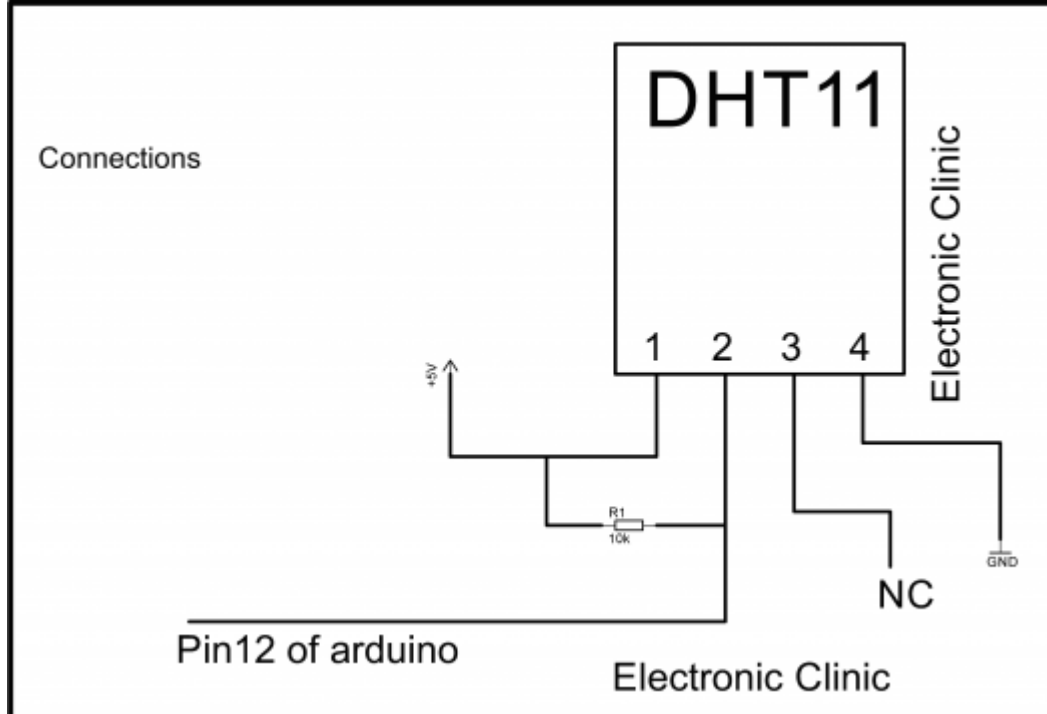 DHT11
Connections
Electronic Clinic
1 2 3 4
+5V
R1
10k
GND
NC
Pin12 of arduino
Electronic Clinic